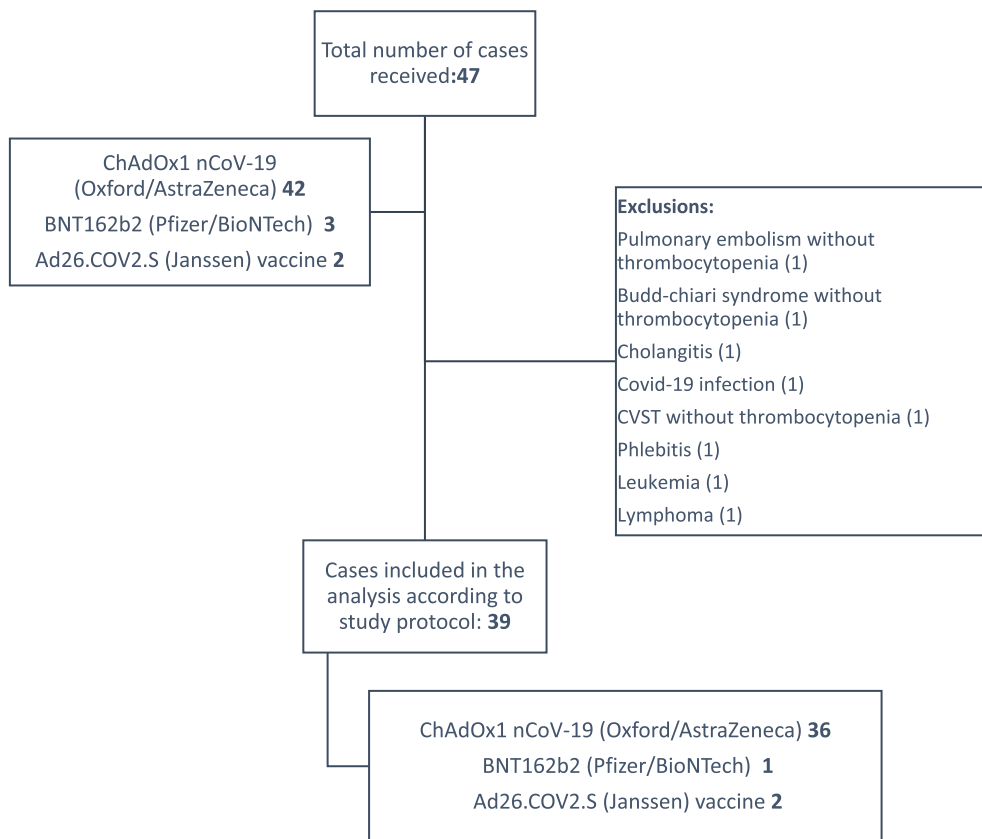 Total number of cases
received:47
ChAdOx1 nCoV-19
(Oxford/AstraZeneca) 42
BNT162b2 (Pfizer/BioNTech) 3
Ad26.COV2.S (Janssen) vaccine 2
Exclusions:
Pulmonary embolism without
thrombocytopenia (1)
Budd-chiari syndrome without
thrombocytopenia (1)
Cholangitis (1)
Covid-19 infection (1)
CVST without thrombocytopenia (1)
Phlebitis (1)
Leukemia (1)
Lymphoma (1)
Cases included in the
analysis according to
study protocol: 39
ChAdOx1 nCoV-19 (Oxford/AstraZeneca) 36
BNT162b2 (Pfizer/BioNTech) 1
Ad26.COV2.S (Janssen) vaccine 2